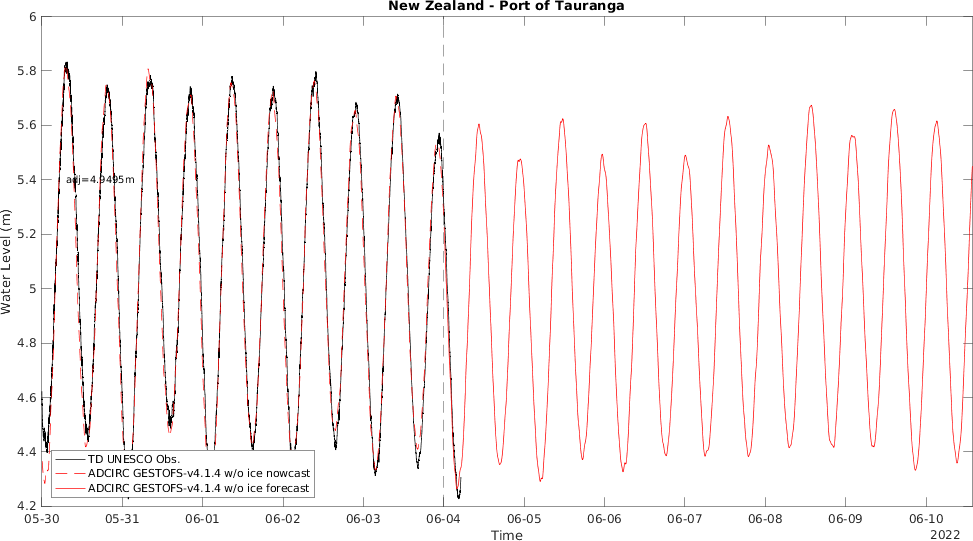 New Zealand - Port of Tauranga
6
5.8
5.6
5.4
5.2
5
4.8
4.6
4.4
4.2
Water Level (m)
adj=4.9495m
TD UNESCO Obs.
ADCIRC GESTOFS-v4.1.4 w/o ice nowcast
ADCIRC GESTOFS-v4.1.4 w/o ice forecast
05-30 05-31 06-01 06-02 06-03 06-04 06-05 06-06 06-07 06-08 06-09 06-10
Time
2022